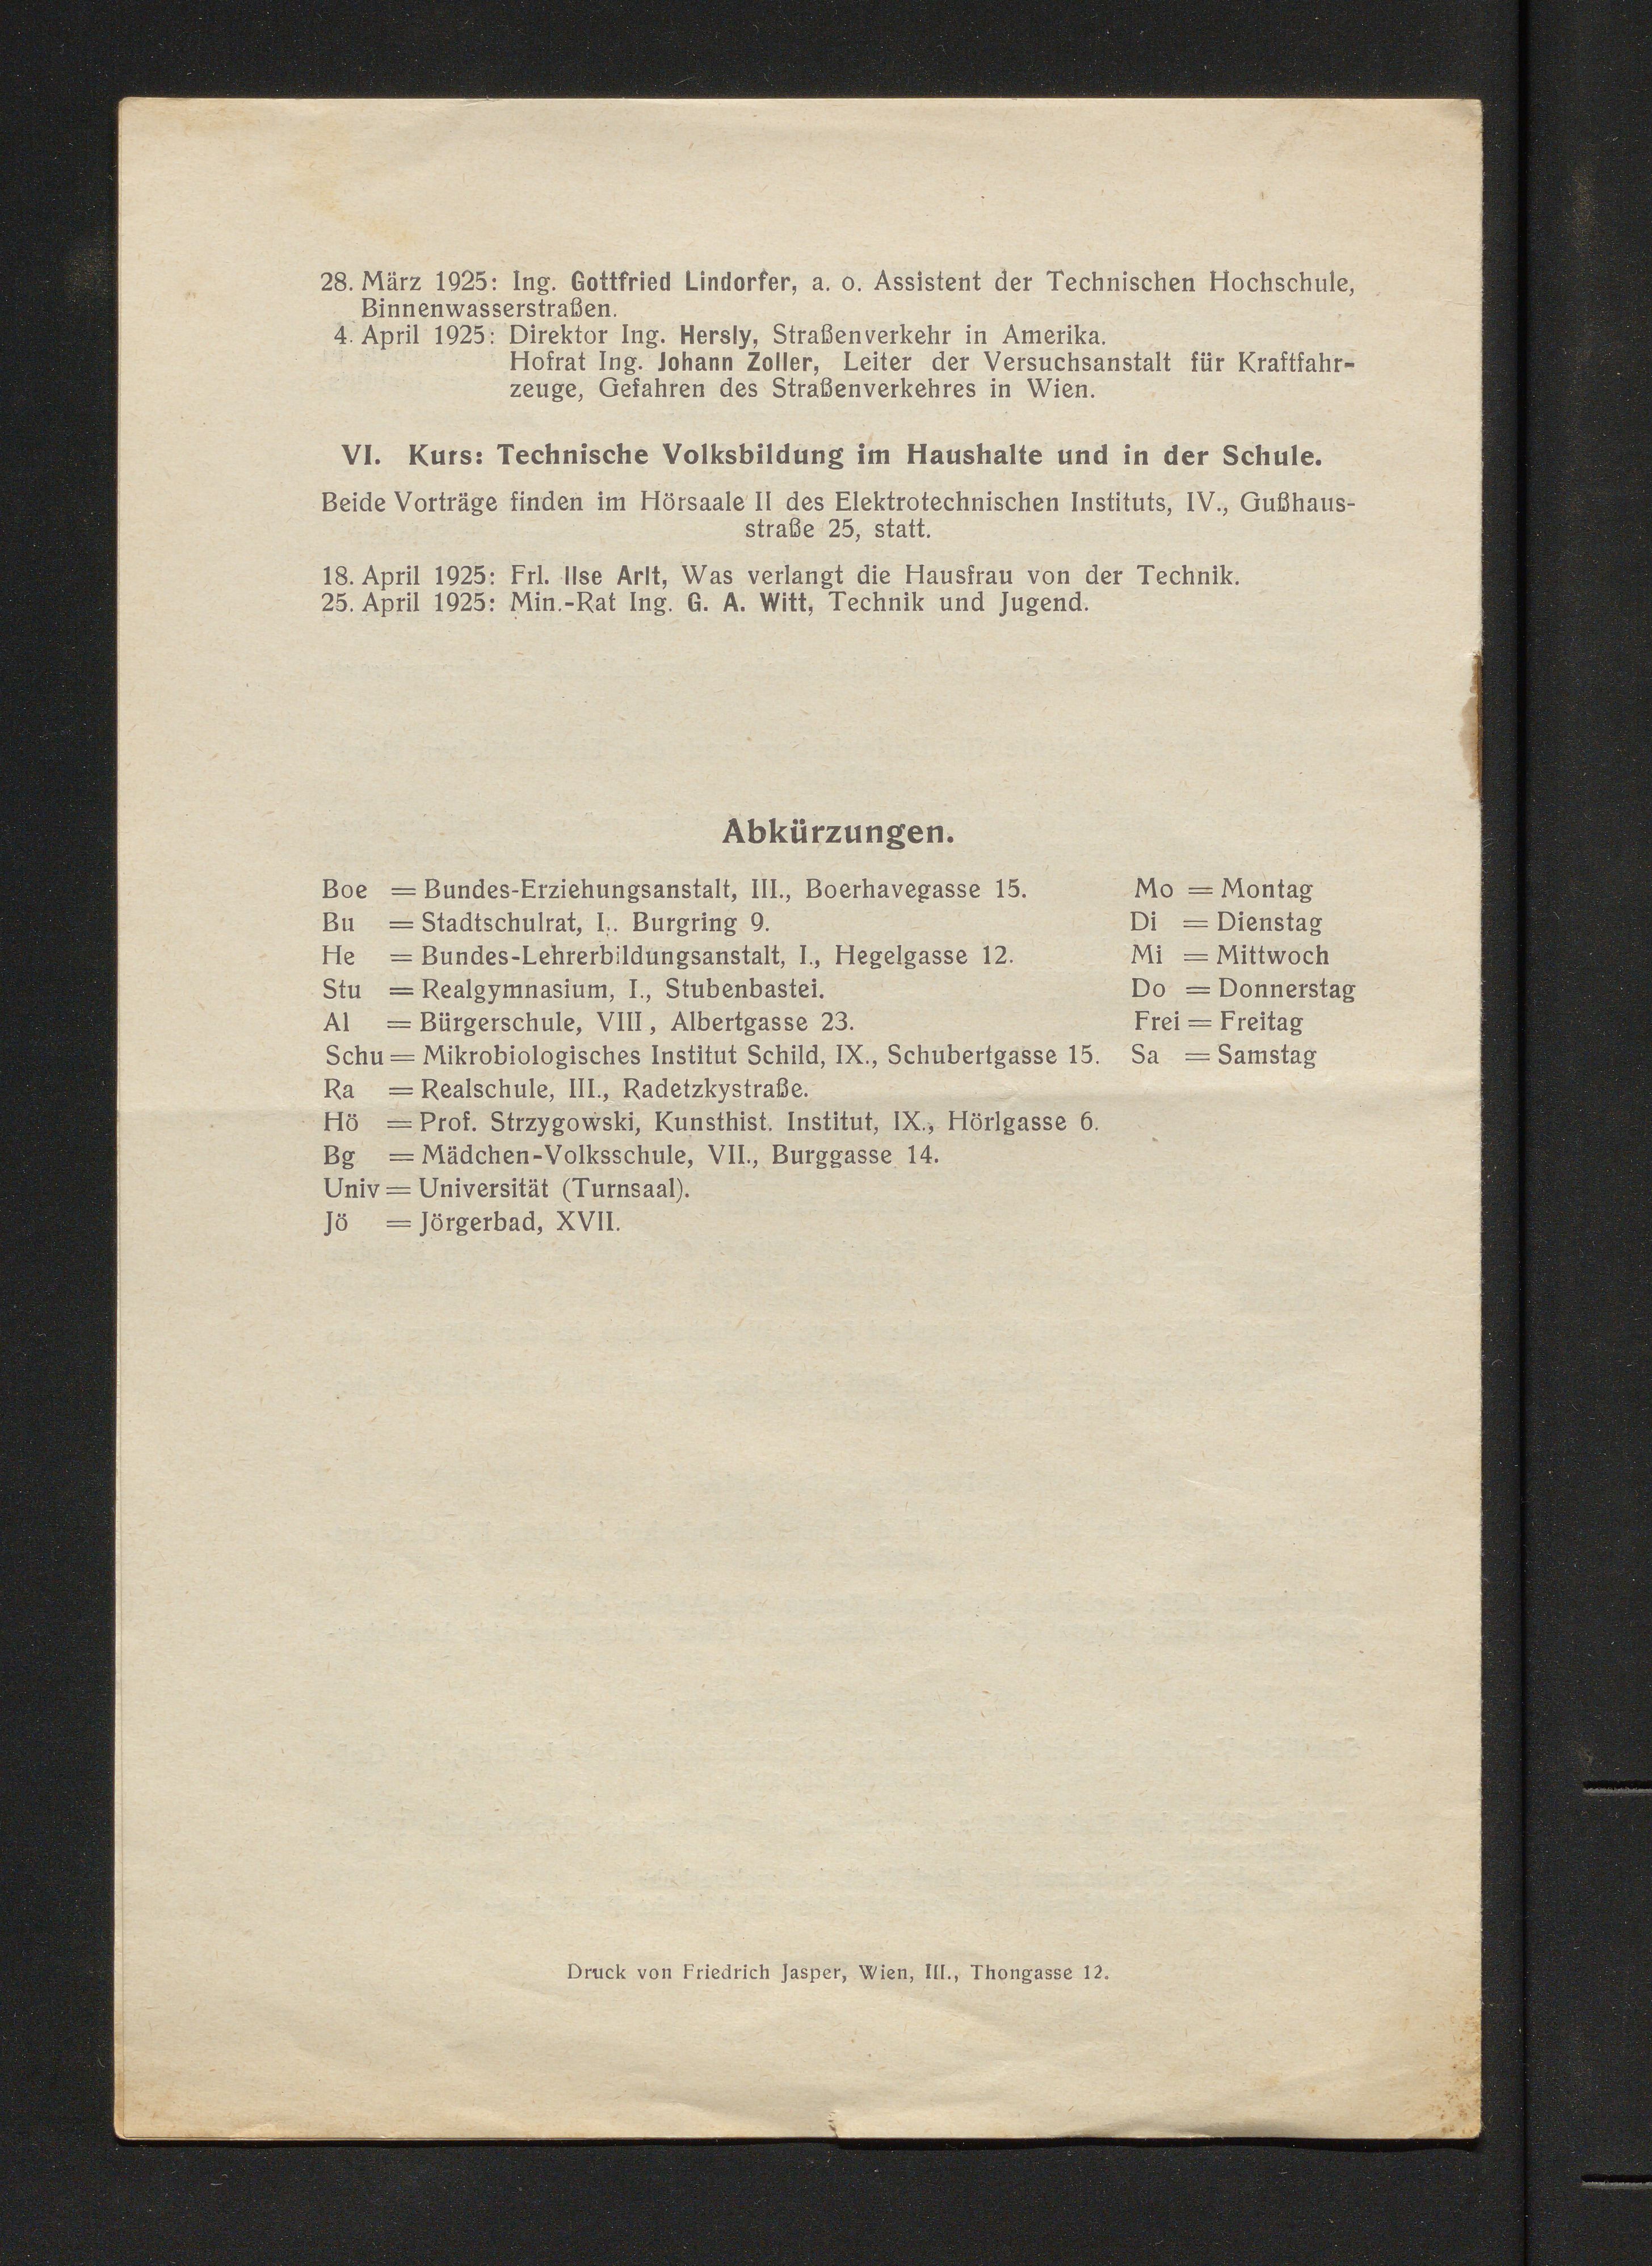 28. März 1925: Ing. Gottfried Lindorfer, a. o. Assistent der Technischen Hochschule,
Binnenwasserstraßen.
4. April 1925: Direktor Ing. Hersly, Straßenverkehr in Amerika.
Hofrat Ing. Johann Zoller, Leiter der Versuchsanstalt für Kraftfahr-
zeuge, Gefahren des Straßenverkehres in Wien.
VI. Kurs: Technische Volksbildung im Haushalte und in der Schule.
Beide Vorträge finden im Hörsaale II des Elektrotechnischen Instituts, IV., Gußhaus-
straße 25, statt.
18. April 1925: Frl. Ilse Arlt, Was verlangt die Hausfrau von der Technik.
25. April 1925: Min.-Rat Ing. G. A. Witt, Technik und Jugend.
Abkürzungen.
Boe = Bundes-Erziehungsanstalt, III., Boerhavegasse 15.
Bu = Stadtschulrat, I,. Burgring 9.
He = Bundes-Lehrerbildungsanstalt, I., Hegelgasse 12.
Stu = Realgymnasium, I., Stubenbastei.
Al = Bürgerschule, VIII, Albertgasse 23.
Schu = Mikrobiologisches Institut Schild, IX., Schubertgasse 15.
Ra = Realschule, III., Radetzkystraße.
Hö = Prof. Strzygowski, Kunsthist. Institut, IX., Hörlgasse 6.
Bg = Mädchen-Volksschule, VII., Burggasse 14.
Univ = Universität (Turnsaal).
Jö = Jörgerbad, XVII.
Mo = Montag
Di = Dienstag
Mi = Mittwoch
Do = Donnerstag
Frei = Freitag
Sa = Samstag
Druck von Friedrich Jasper, Wien, III., Thongasse 12.